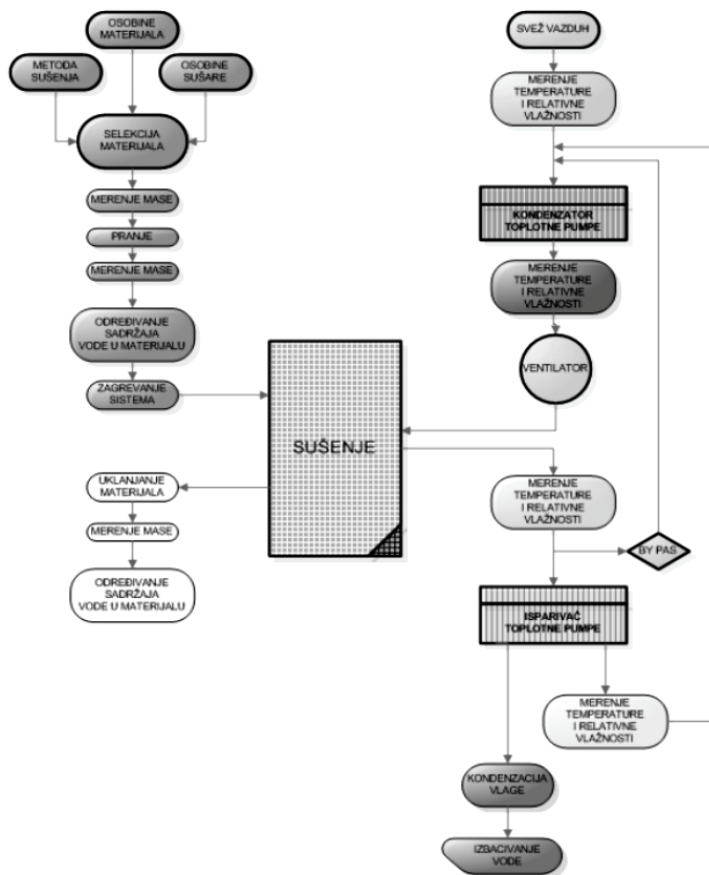 OSOBINE
MATERIJALA
METODA
SUŠENJA
OSOBINE
SUŠARE
SELEKCIJA
MATERIJALA
MERENJE MASE
PRANJE
MERENJE MASE
ODREĐIVANJE
SADRŽAJA
VODE U MATERIJALU
ZAGREVANJE
SISTEMA
SUŠENJE
UKLANJANJE
MATERIJALA
MERENJE MASE
ODREĐIVANJE
SADRŽAJA
VODE U MATERIJALU
SVEŽ VAZDUH
MERENJE
TEMPERATURE
I RELATIVNE
VLAŽNOSTI
KONDENZATOR
TOPLOTNE PUMPE
MERENJE
TEMPERATURE
I RELATIVNE
VLAŽNOSTI
VENTILATOR
MERENJE
TEMPERATURE
I RELATIVNE
VLAŽNOSTI
BY PAS
ISPARIVAČ
TOPLOTNE PUMPE
MERENJE
TEMPERATURE
I RELATIVNE
VLAŽNOSTI
KONDENZACIJA
VLAGE
IZBACIVANJE
VODE